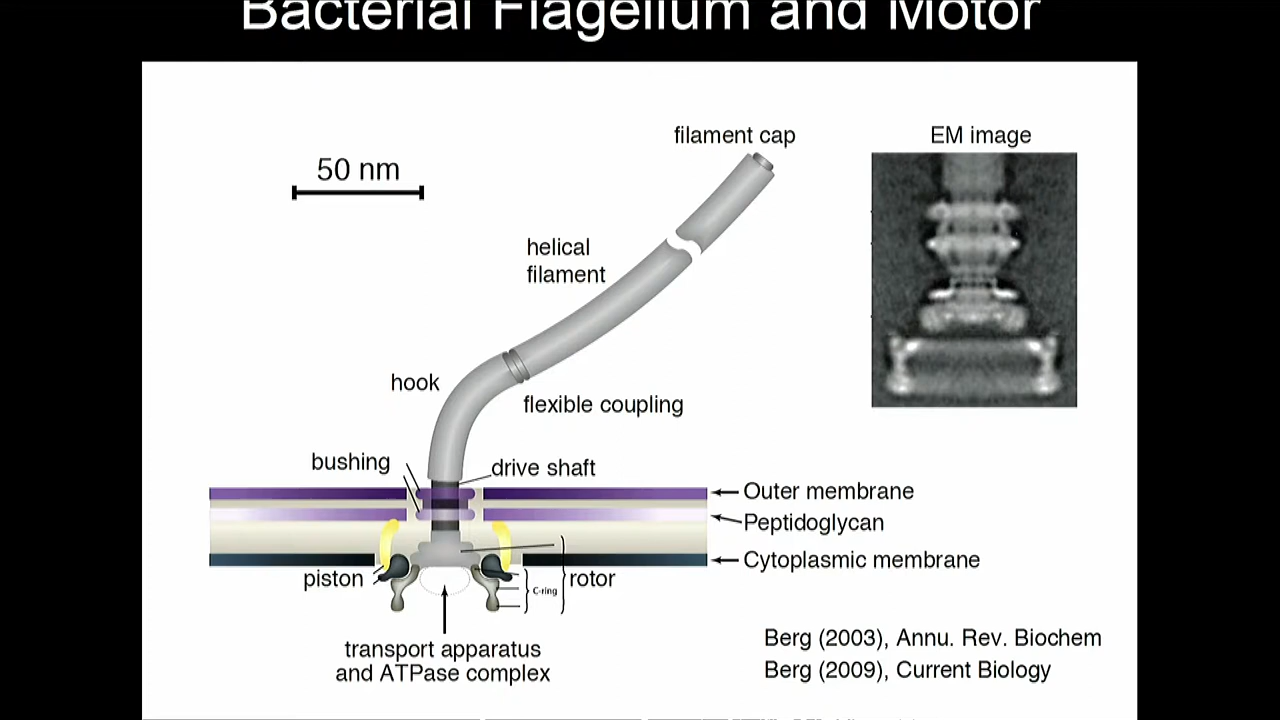 Bacterial Flagellum and Motor
filament cap
EM image
50 nm
helical
filament
hook
flexible coupling
bushing
drive shaft
Outer membrane
Peptidoglycan
Cytoplasmic membrane
piston
C-ring
rotor
transport apparatus
and ATPase complex
Berg (2003), Annu. Rev. Biochem
Berg (2009), Current Biology